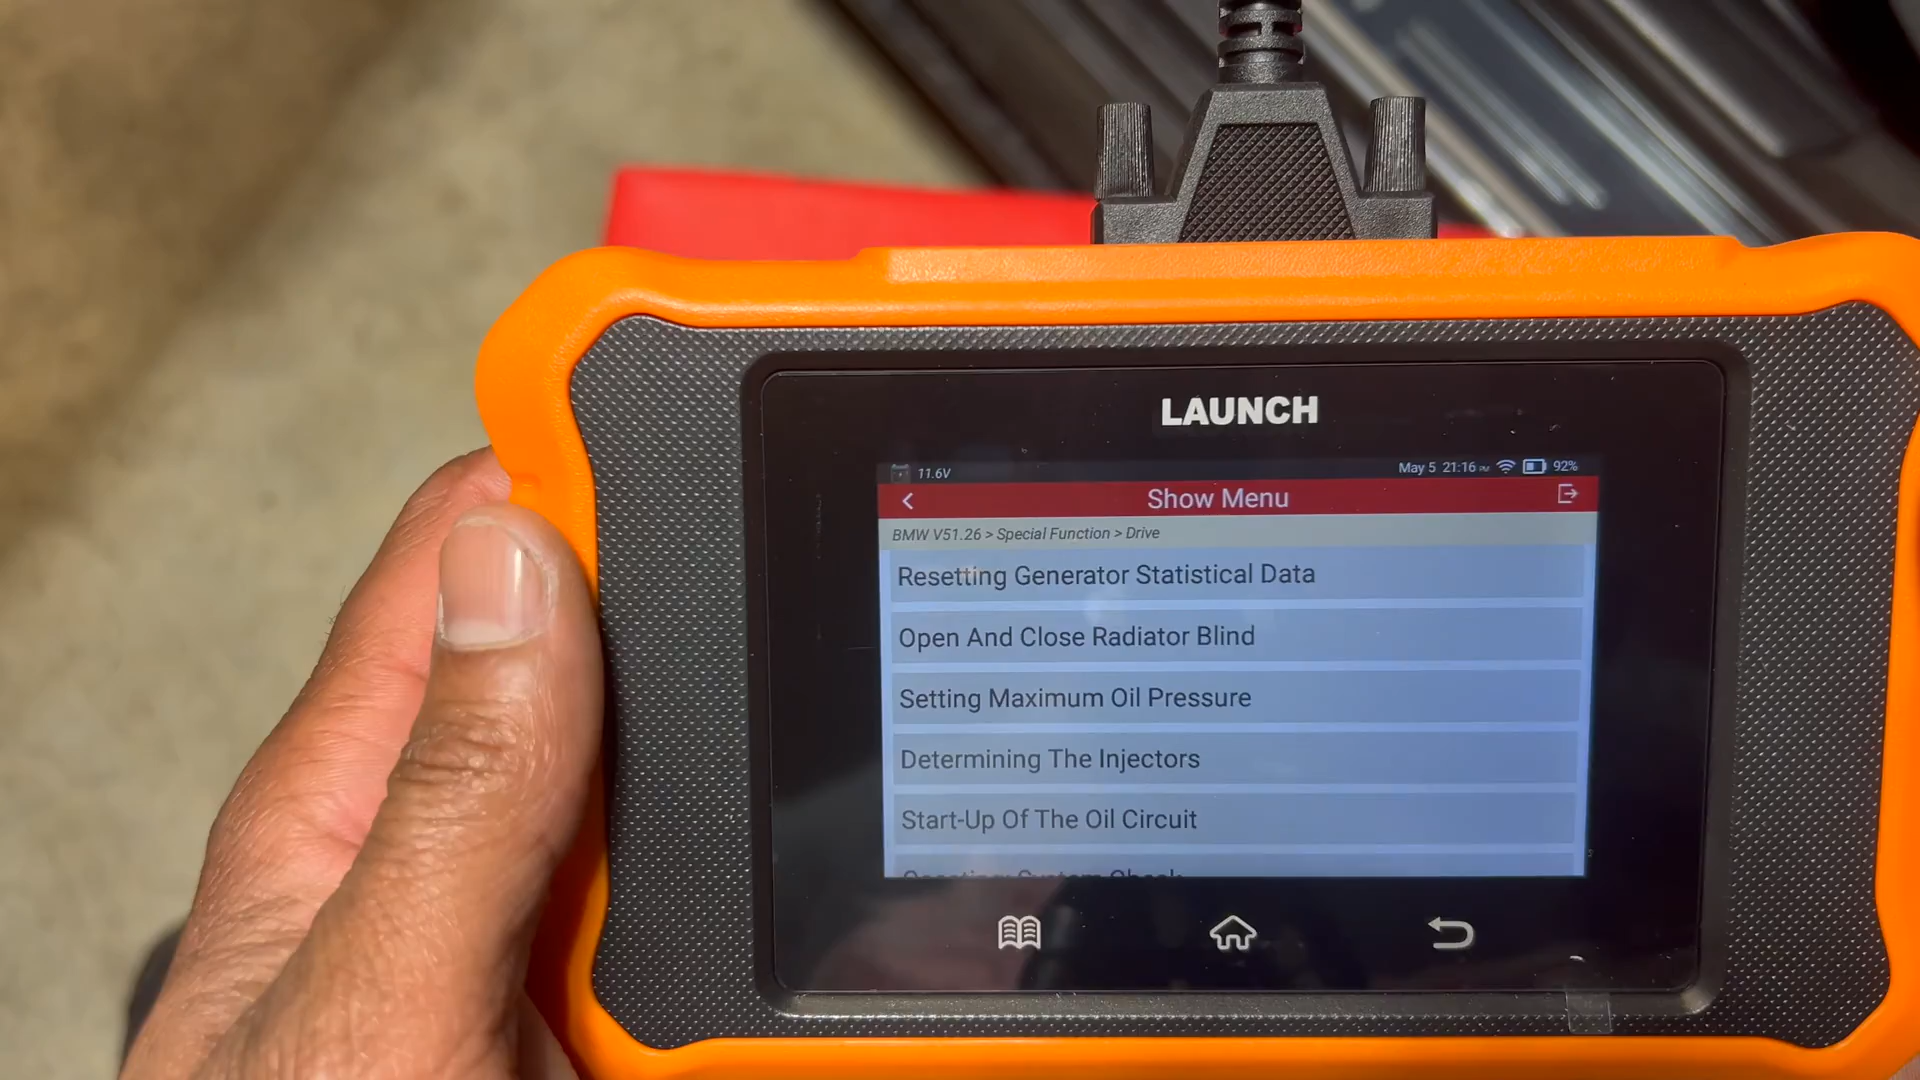 LAUNCH
11.6V May 5 21:16 PM 92%
Show Menu
BMW V51.26 > Special Function > Drive
Resetting Generator Statistical Data
Open And Close Radiator Blind
Setting Maximum Oil Pressure
Determining The Injectors
Start-Up Of The Oil Circuit